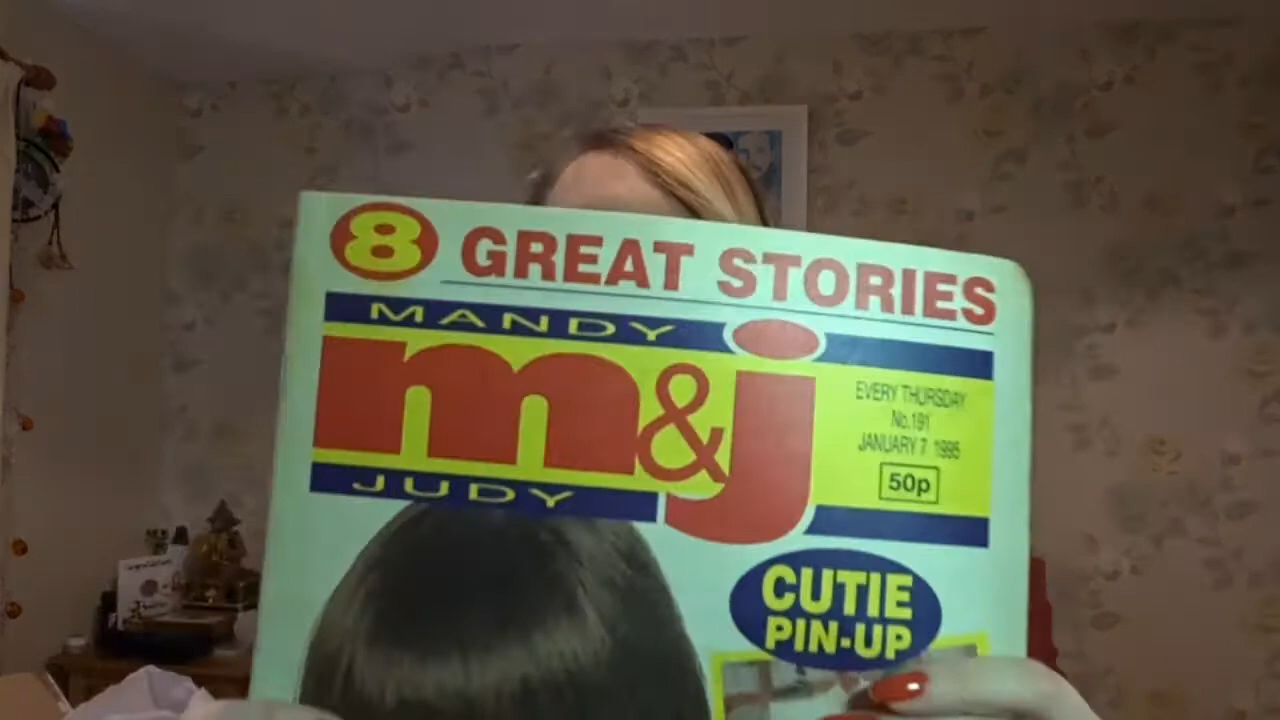 8 GREAT STORIES
MANDY
m&j
EVERY THURSDAY
No.191
JANUARY 7 1995
50p
JUDY
CUTIE
PIN-UP